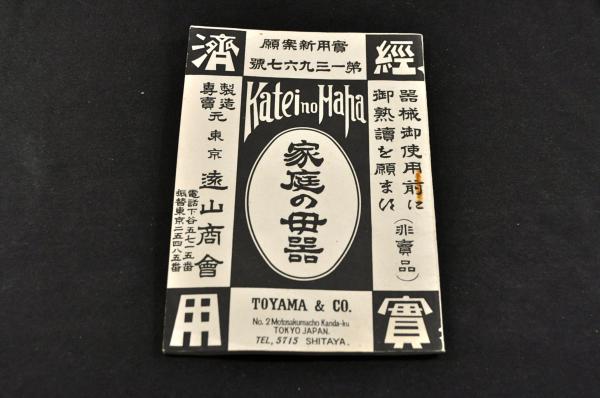 經濟
實用新案願
第一三九六七號
Katei no Haha
家庭の母器
器械御使用前に
御熟讀を願ます
(非賣品)
製造
專賣元
東京 遠山商會
電話下谷五七一五番
振替東京二五四八五番
TOYAMA & CO.
No. 2 Motosakumacho Kanda-ku
TOKYO JAPAN.
TEL, 5715 SHITAYA.
實用